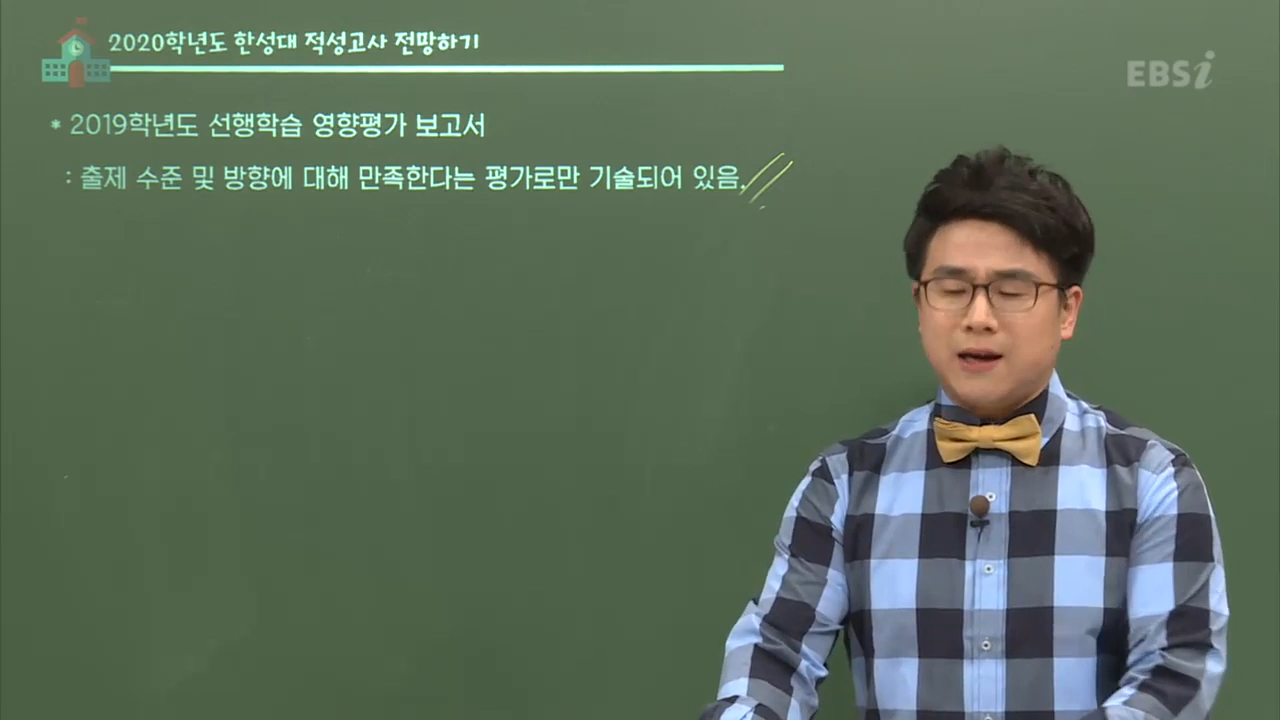 2020학년도 한성대 적성고사 전망하기
EBSi
* 2019학년도 선행학습 영향평가 보고서
: 출제 수준 및 방향에 대해 만족한다는 평가로만 기술되어 있음.